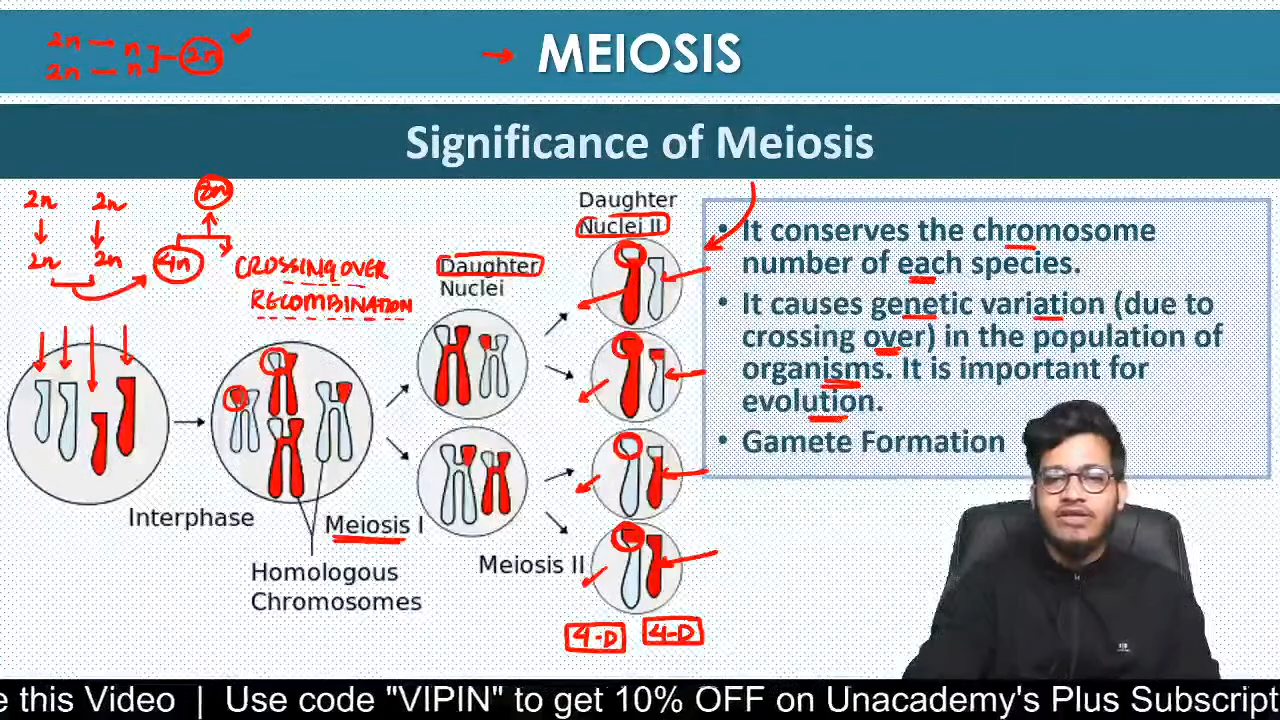 2n — n
2n — n ] — 2n ✓
→ MEIOSIS
Significance of Meiosis
2n 2n 2n
↓ ↓
2n 2n 4n
CROSSING OVER
RECOMBINATION
Interphase
Meiosis I
Homologous
Chromosomes
Daughter
Nuclei
Meiosis II
Daughter
Nuclei II
4-D 4-D
• It conserves the chromosome
number of each species.
• It causes genetic variation (due to
crossing over) in the population of
organisms. It is important for
evolution.
• Gamete Formation
e this Video | Use code "VIPIN" to get 10% OFF on Unacademy's Plus Subscript